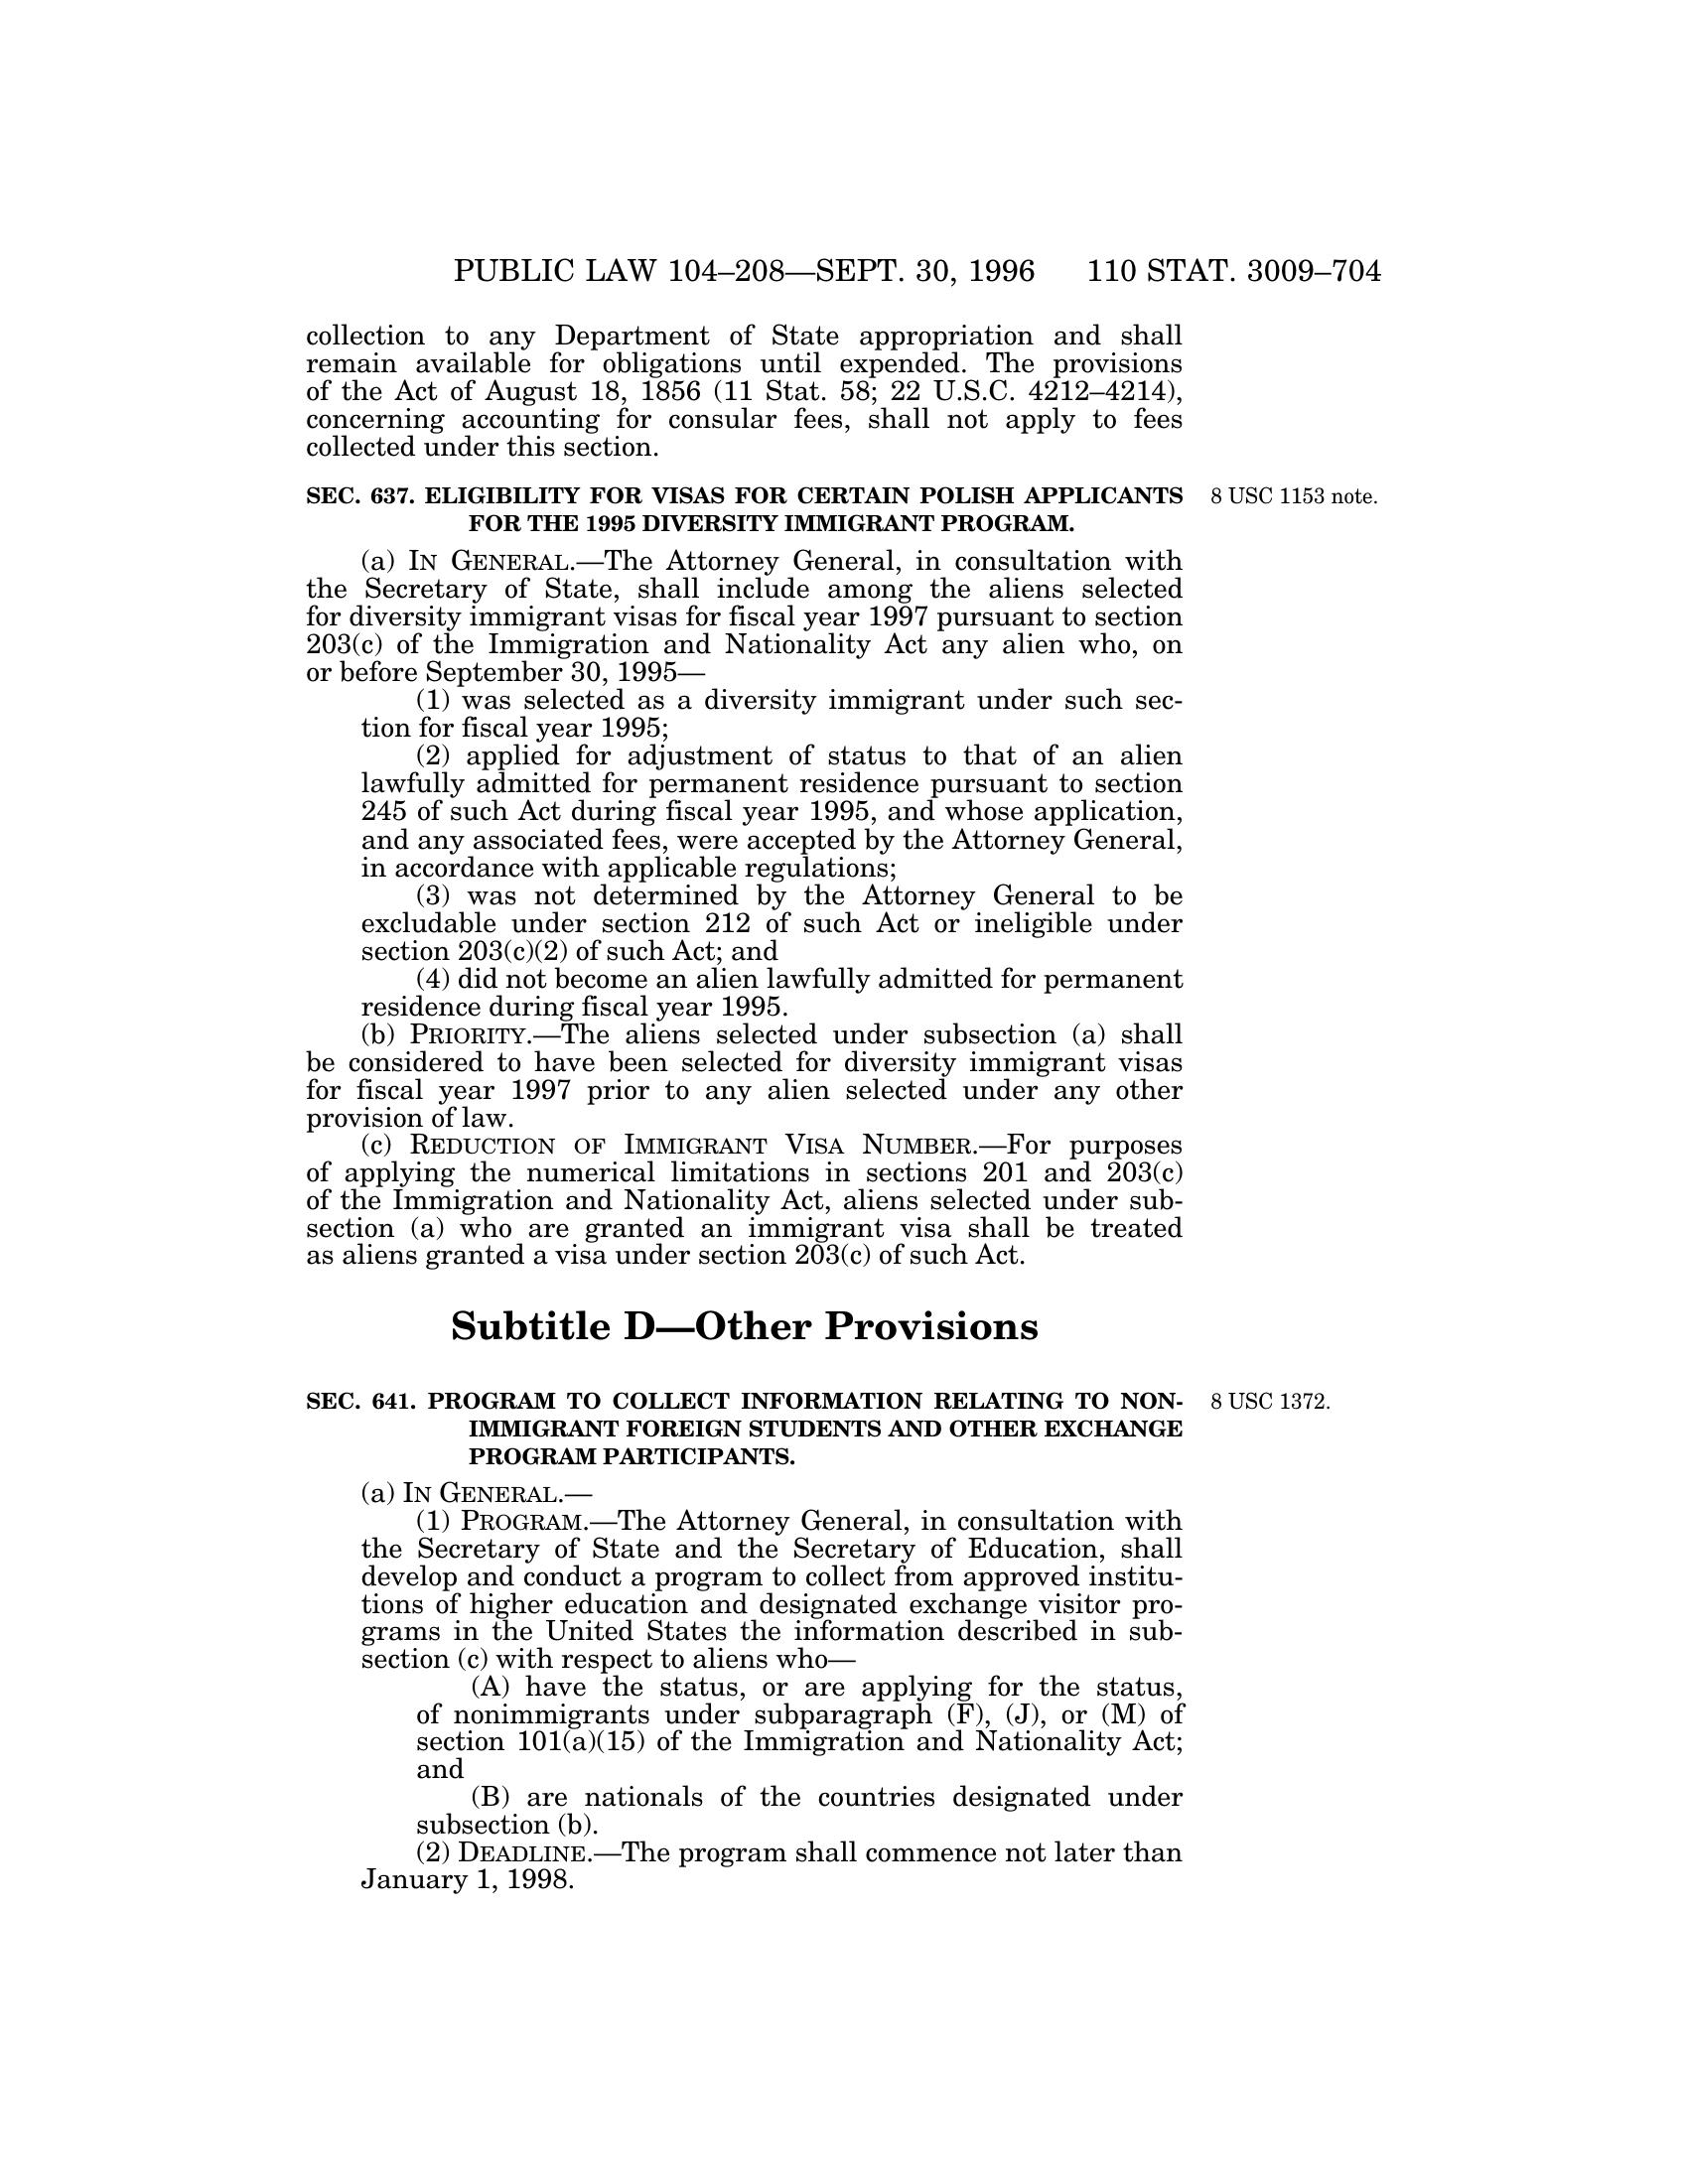 PUBLIC LAW 104–208—SEPT. 30, 1996 110 STAT. 3009–704
collection to any Department of State appropriation and shall
remain available for obligations until expended. The provisions
of the Act of August 18, 1856 (11 Stat. 58; 22 U.S.C. 4212–4214),
concerning accounting for consular fees, shall not apply to fees
collected under this section.
SEC. 637. ELIGIBILITY FOR VISAS FOR CERTAIN POLISH APPLICANTS 8 USC 1153 note.
FOR THE 1995 DIVERSITY IMMIGRANT PROGRAM.
(a) IN GENERAL.—The Attorney General, in consultation with
the Secretary of State, shall include among the aliens selected
for diversity immigrant visas for fiscal year 1997 pursuant to section
203(c) of the Immigration and Nationality Act any alien who, on
or before September 30, 1995—
(1) was selected as a diversity immigrant under such sec-
tion for fiscal year 1995;
(2) applied for adjustment of status to that of an alien
lawfully admitted for permanent residence pursuant to section
245 of such Act during fiscal year 1995, and whose application,
and any associated fees, were accepted by the Attorney General,
in accordance with applicable regulations;
(3) was not determined by the Attorney General to be
excludable under section 212 of such Act or ineligible under
section 203(c)(2) of such Act; and
(4) did not become an alien lawfully admitted for permanent
residence during fiscal year 1995.
(b) PRIORITY.—The aliens selected under subsection (a) shall
be considered to have been selected for diversity immigrant visas
for fiscal year 1997 prior to any alien selected under any other
provision of law.
(c) REDUCTION OF IMMIGRANT VISA NUMBER.—For purposes
of applying the numerical limitations in sections 201 and 203(c)
of the Immigration and Nationality Act, aliens selected under sub-
section (a) who are granted an immigrant visa shall be treated
as aliens granted a visa under section 203(c) of such Act.
Subtitle D—Other Provisions
SEC. 641. PROGRAM TO COLLECT INFORMATION RELATING TO NON- 8 USC 1372.
IMMIGRANT FOREIGN STUDENTS AND OTHER EXCHANGE
PROGRAM PARTICIPANTS.
(a) IN GENERAL.—
(1) PROGRAM.—The Attorney General, in consultation with
the Secretary of State and the Secretary of Education, shall
develop and conduct a program to collect from approved institu-
tions of higher education and designated exchange visitor pro-
grams in the United States the information described in sub-
section (c) with respect to aliens who—
(A) have the status, or are applying for the status,
of nonimmigrants under subparagraph (F), (J), or (M) of
section 101(a)(15) of the Immigration and Nationality Act;
and
(B) are nationals of the countries designated under
subsection (b).
(2) DEADLINE.—The program shall commence not later than
January 1, 1998.